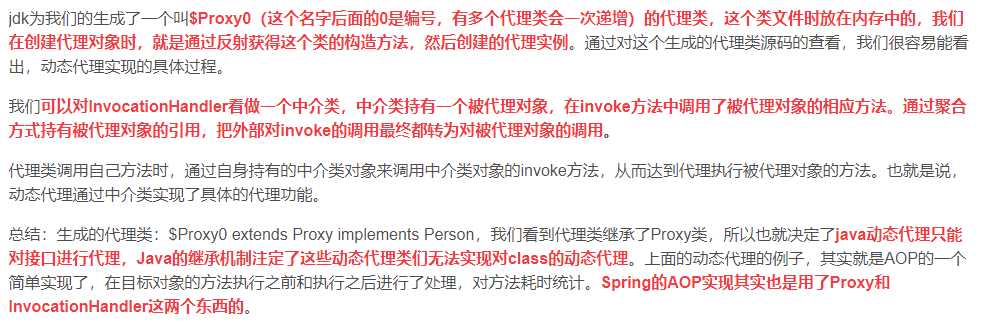 jdk为我们的生成了一个叫$Proxy0（这个名字后面的0是编号，有多个代理类会一次递增）的代理类，这个类文件时放在内存中的，我们
在创建代理对象时，就是通过反射获得这个类的构造方法，然后创建的代理实例。通过对这个生成的代理类源码的查看，我们很容易能看
出，动态代理实现的具体过程。
我们可以对InvocationHandler看做一个中介类，中介类持有一个被代理对象，在invoke方法中调用了被代理对象的相应方法。通过聚合
方式持有被代理对象的引用，把外部对invoke的调用最终都转为对被代理对象的调用。
代理类调用自己方法时，通过自身持有的中介类对象来调用中介类对象的invoke方法，从而达到代理执行被代理对象的方法。也就是说，
动态代理通过中介类实现了具体的代理功能。
总结：生成的代理类：$Proxy0 extends Proxy implements Person，我们看到代理类继承了Proxy类，所以也就决定了java动态代理只能
对接口进行代理，Java的继承机制注定了这些动态代理类们无法实现对class的动态代理。上面的动态代理的例子，其实就是AOP的一个
简单实现了，在目标对象的方法执行之前和执行之后进行了处理，对方法耗时统计。Spring的AOP实现其实也是用了Proxy和
InvocationHandler这两个东西的。